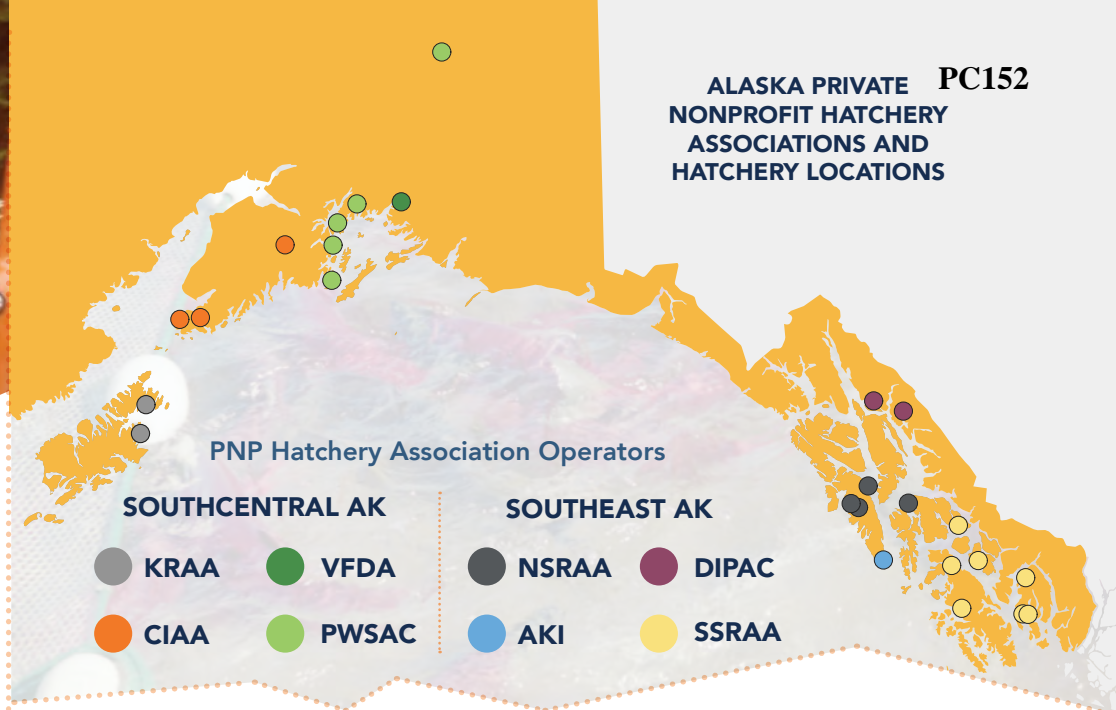 PC152
ALASKA PRIVATE
NONPROFIT HATCHERY
ASSOCIATIONS AND
HATCHERY LOCATIONS
PNP Hatchery Association Operators
SOUTHCENTRAL AK
KRAA
VFDA
CIAA
PWSAC
SOUTHEAST AK
NSRAA
DIPAC
AKI
SSRAA